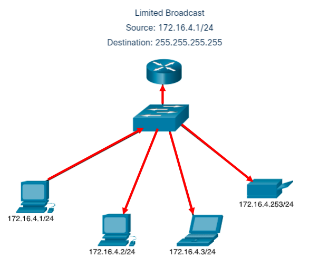 Limited Broadcast
Source: 172.16.4.1/24
Destination: 255.255.255.255
172.16.4.253/24
172.16.4.1/24
172.16.4.2/24
172.16.4.3/24